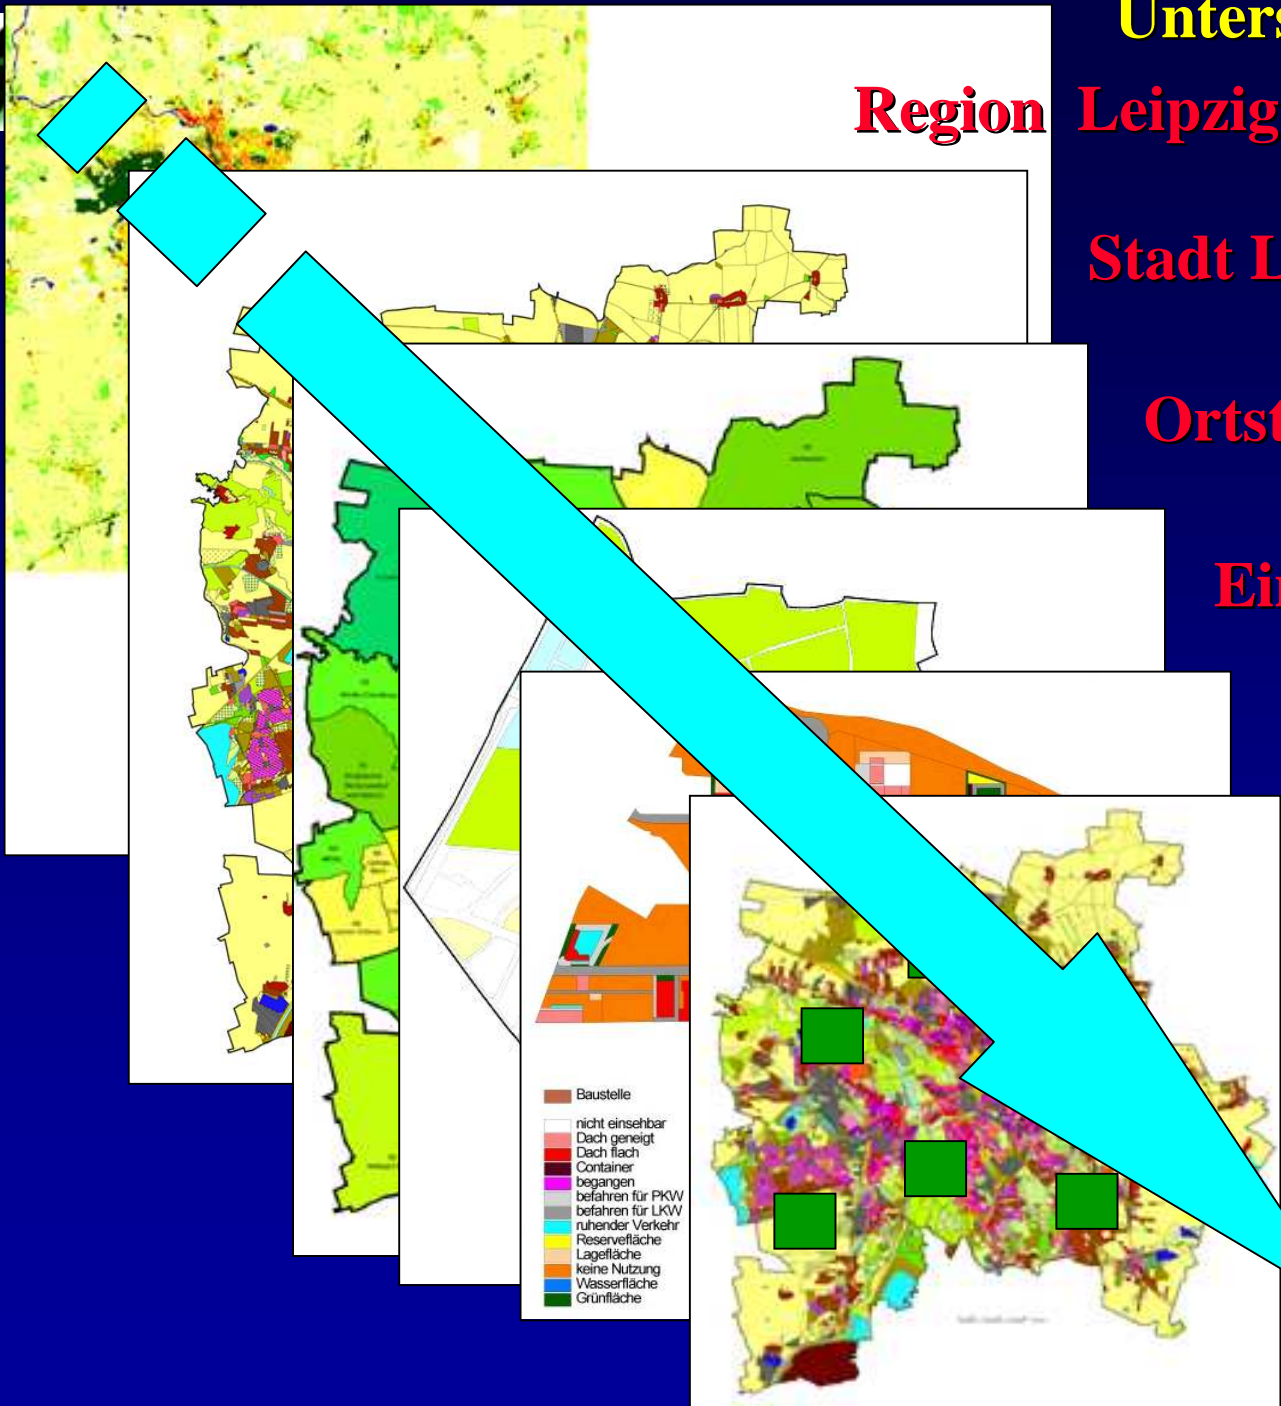 Unters
Region Leipzig
Stadt L
Ortst
Ein
Baustelle
nicht einsehbar
Dach geneigt
Dach flach
Container
begangen
befahren für PKW
befahren für LKW
ruhender Verkehr
Reservefläche
Lagefläche
keine Nutzung
Wasserfläche
Grünfläche